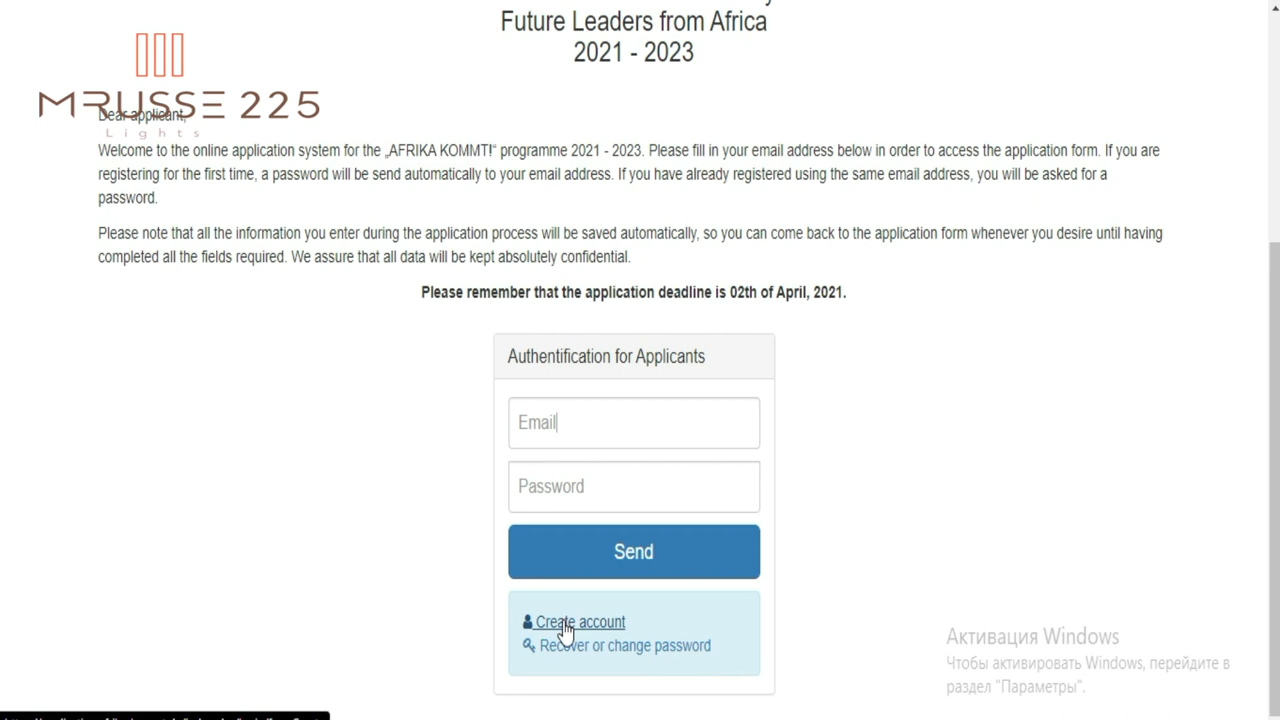 Future Leaders from Africa
2021 - 2023
MRUSSE 225
Lights
Dear applicant,
Welcome to the online application system for the „AFRIKA KOMMT!“ programme 2021 - 2023. Please fill in your email address below in order to access the application form. If you are
registering for the first time, a password will be send automatically to your email address. If you have already registered using the same email address, you will be asked for a
password.
Please note that all the information you enter during the application process will be saved automatically, so you can come back to the application form whenever you desire until having
completed all the fields required. We assure that all data will be kept absolutely confidential.
Please remember that the application deadline is 02th of April, 2021.
Authentification for Applicants
Email
Password
Send
Create account
Recover or change password
Активация Windows
Чтобы активировать Windows, перейдите в
раздел "Параметры".